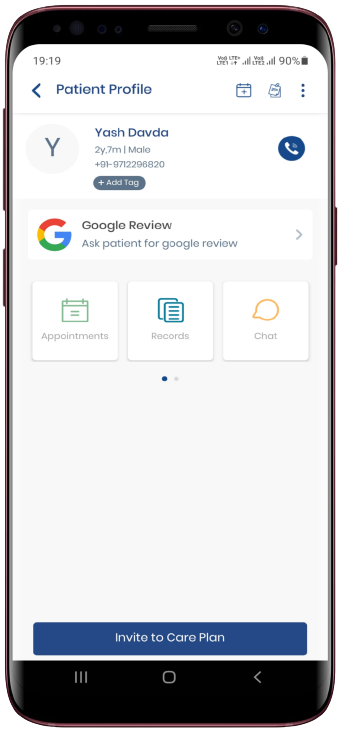 19:19
Vo)) LTE+ Vo))
LTE1 LTE2 90%
Patient Profile
Y
Yash Davda
2y,7m | Male
+91-9712296820
+ Add Tag
Google Review
Ask patient for google review
Appointments
Records
Chat
Invite to Care Plan